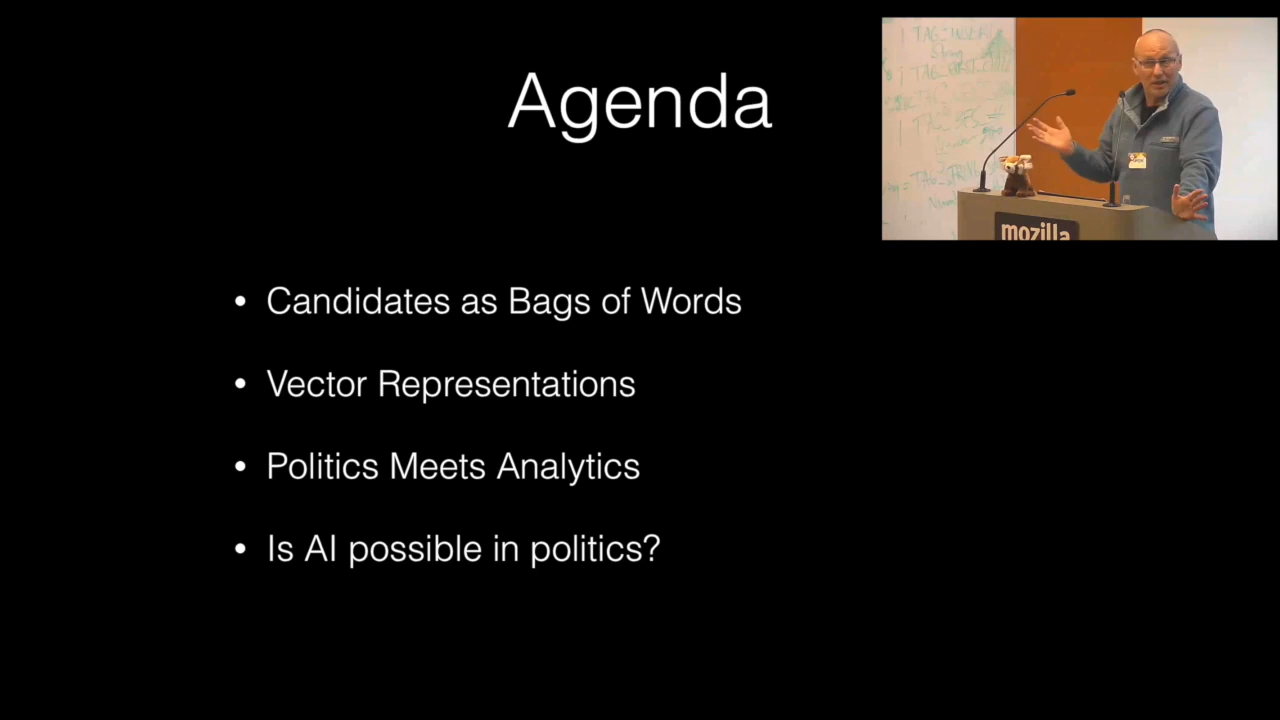 Agenda
• Candidates as Bags of Words
• Vector Representations
• Politics Meets Analytics
• Is AI possible in politics?
mozilla